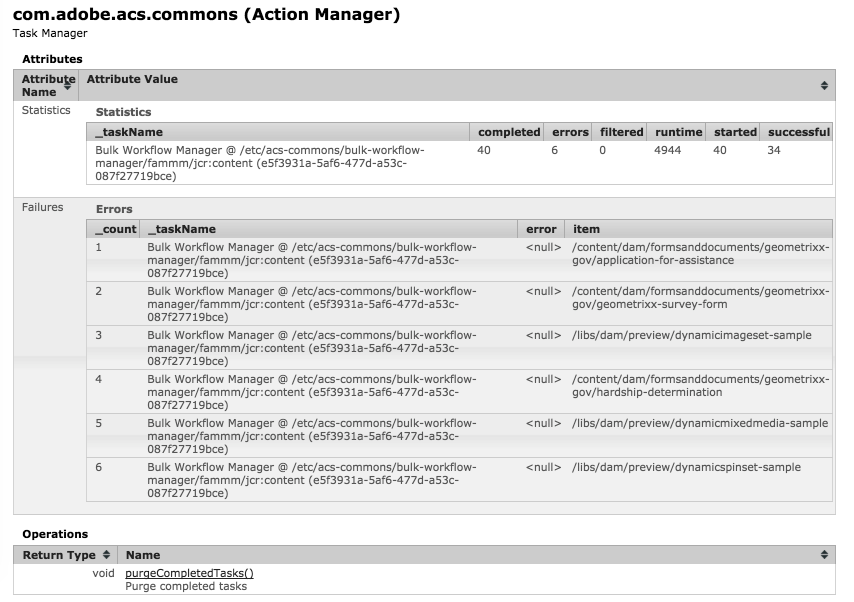 com.adobe.acs.commons (Action Manager)
Task Manager
Attributes
Attribute Name Attribute Value
Statistics Statistics
_taskName completed errors filtered runtime started successful
Bulk Workflow Manager @ /etc/acs-commons/bulk-workflow- 40 6 0 4944 40 34
manager/fammm/jcr:content (e5f3931a-5af6-477d-a53c-
087f27719bce)
Failures Errors
_count _taskName error item
1 Bulk Workflow Manager @ /etc/acs-commons/bulk-workflow- <null> /content/dam/formsanddocuments/geometrixx-
manager/fammm/jcr:content (e5f3931a-5af6-477d-a53c- gov/application-for-assistance
087f27719bce)
2 Bulk Workflow Manager @ /etc/acs-commons/bulk-workflow- <null> /content/dam/formsanddocuments/geometrixx-
manager/fammm/jcr:content (e5f3931a-5af6-477d-a53c- gov/geometrixx-survey-form
087f27719bce)
3 Bulk Workflow Manager @ /etc/acs-commons/bulk-workflow- <null> /libs/dam/preview/dynamicimageset-sample
manager/fammm/jcr:content (e5f3931a-5af6-477d-a53c-
087f27719bce)
4 Bulk Workflow Manager @ /etc/acs-commons/bulk-workflow- <null> /content/dam/formsanddocuments/geometrixx-
manager/fammm/jcr:content (e5f3931a-5af6-477d-a53c- gov/hardship-determination
087f27719bce)
5 Bulk Workflow Manager @ /etc/acs-commons/bulk-workflow- <null> /libs/dam/preview/dynamicmixedmedia-sample
manager/fammm/jcr:content (e5f3931a-5af6-477d-a53c-
087f27719bce)
6 Bulk Workflow Manager @ /etc/acs-commons/bulk-workflow- <null> /libs/dam/preview/dynamicspinset-sample
manager/fammm/jcr:content (e5f3931a-5af6-477d-a53c-
087f27719bce)
Operations
Return Type Name
void purgeCompletedTasks()
Purge completed tasks